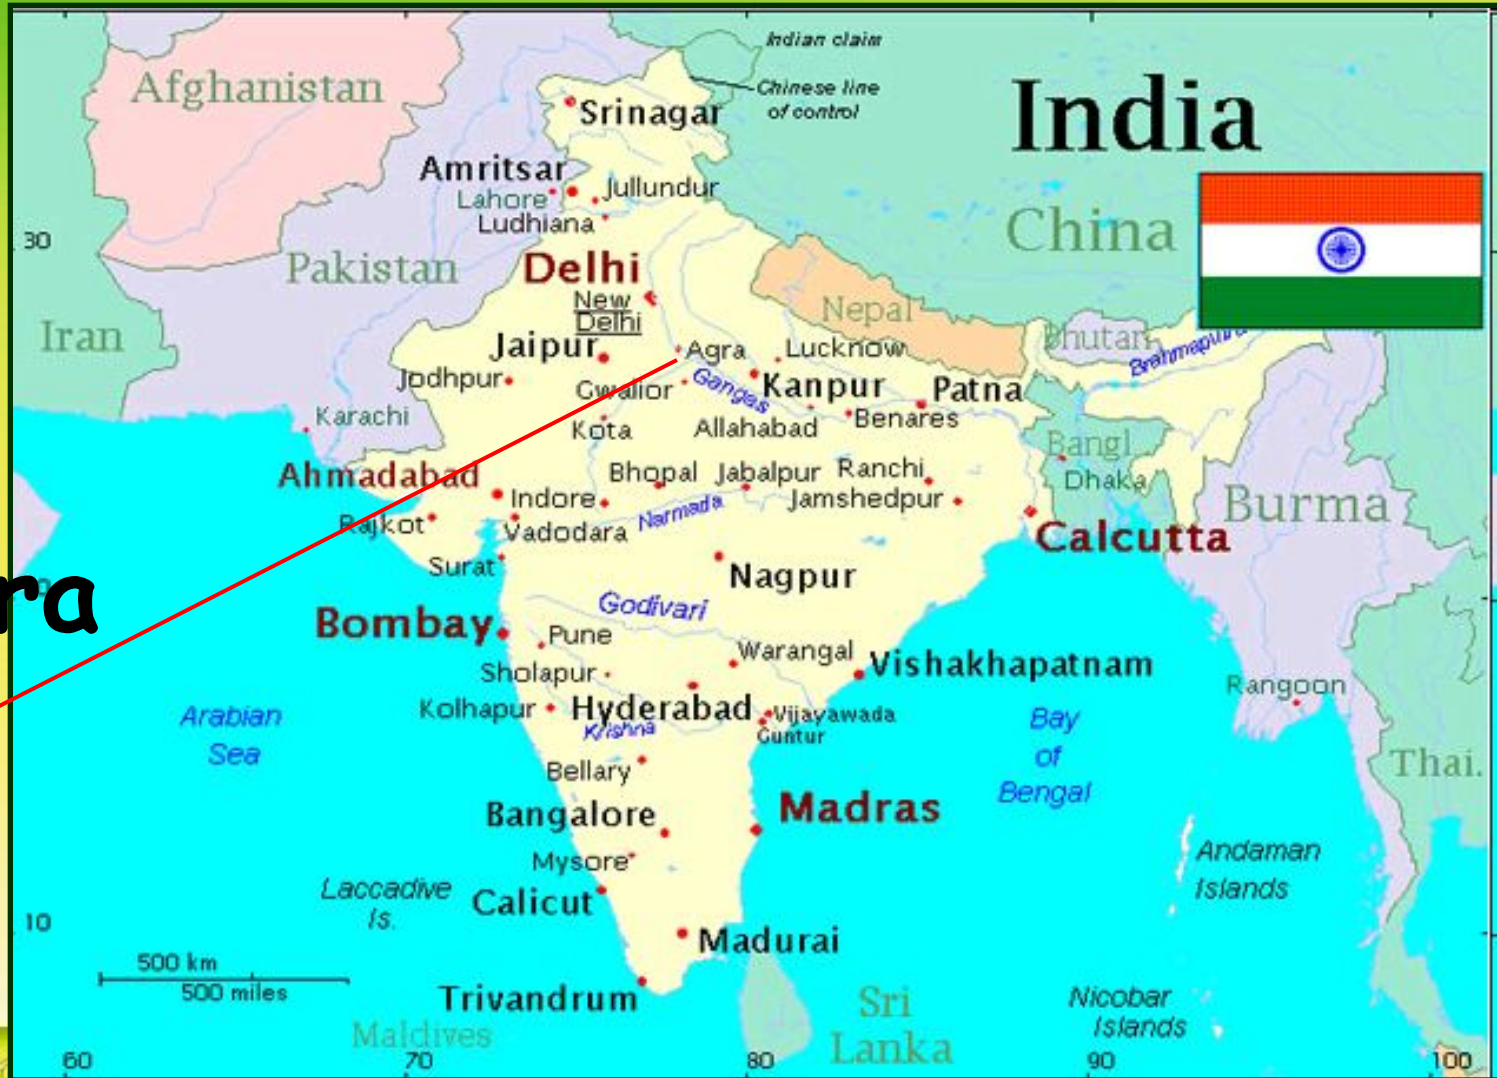 Indian claim
Chinese line
of control
India
Afghanistan
Srinagar
Amritsar
Lahore
Jullundur
Ludhiana
China
30
Pakistan
Delhi
New
Delhi
Nepal
Iran
Bhutan
Brahmaputra
Jaipur
Agra
Lucknow
Jodhpur
Gwalior
Gangas
Kanpur
Patna
Karachi
Kota
Allahabad
Benares
Bangl.
Dhaka
Ahmadabad
Bhopal
Jabalpur
Ranchi
Indore
Jamshedpur
Burma
Rajkot
Vadodara
Narmada
Calcutta
Surat
Nagpur
ra
Godivari
Bombay
Pune
Warangal
Sholapur
Vishakhapatnam
Rangoon
Kolhapur
Hyderabad
Vijayawada
Guntur
Krishna
Arabian
Sea
Bay
of
Bengal
Thai.
Bellary
Bangalore
Madras
Mysore
Andaman
Islands
Laccadive
Is.
Calicut
10
Madurai
500 km
500 miles
Trivandrum
Sri
Lanka
Nicobar
Islands
Maldives
60
70
80
90
100